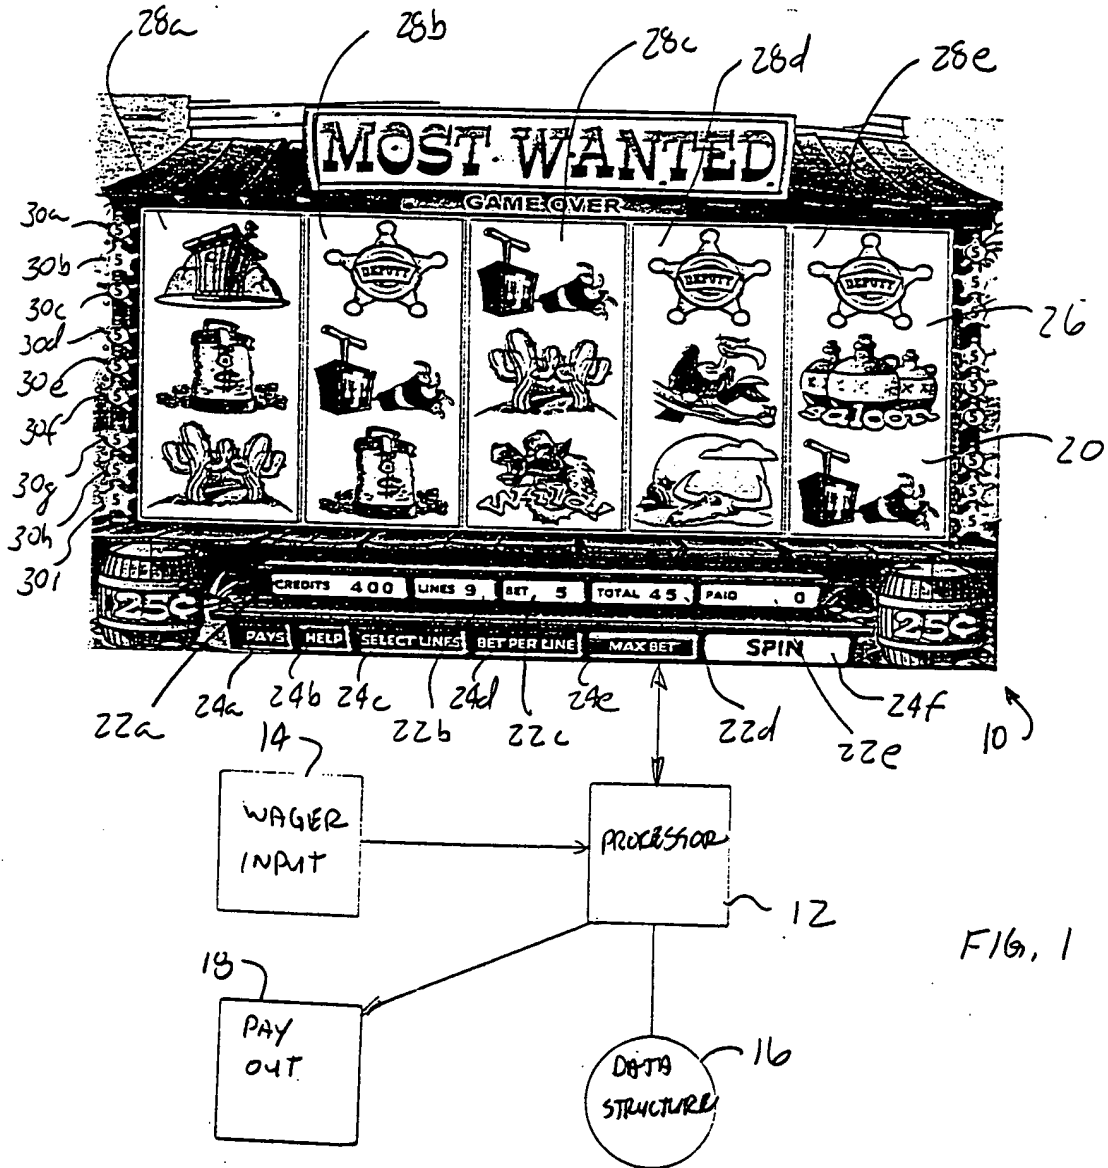 28a 28b 28c 28d 28e
MOST WANTED
GAME OVER
30a
30b
30c
30d
30e
30f
30g
30h
30i
DEPUTY DEPUTY DEPUTY
26
saloon
20
CREDITS 400 LINES 9 BET 5 TOTAL 45 PAID 0
25¢ 25¢
PAYS HELP SELECT LINES BET PER LINE MAX BET SPIN
22a 24a 24b 24c 22b 24d 22c 24e 22d 22e 24f 10
14
WAGER
INPUT
PROCESSOR
12
FIG. 1
18
PAY
OUT
16
DATA
STRUCTURE